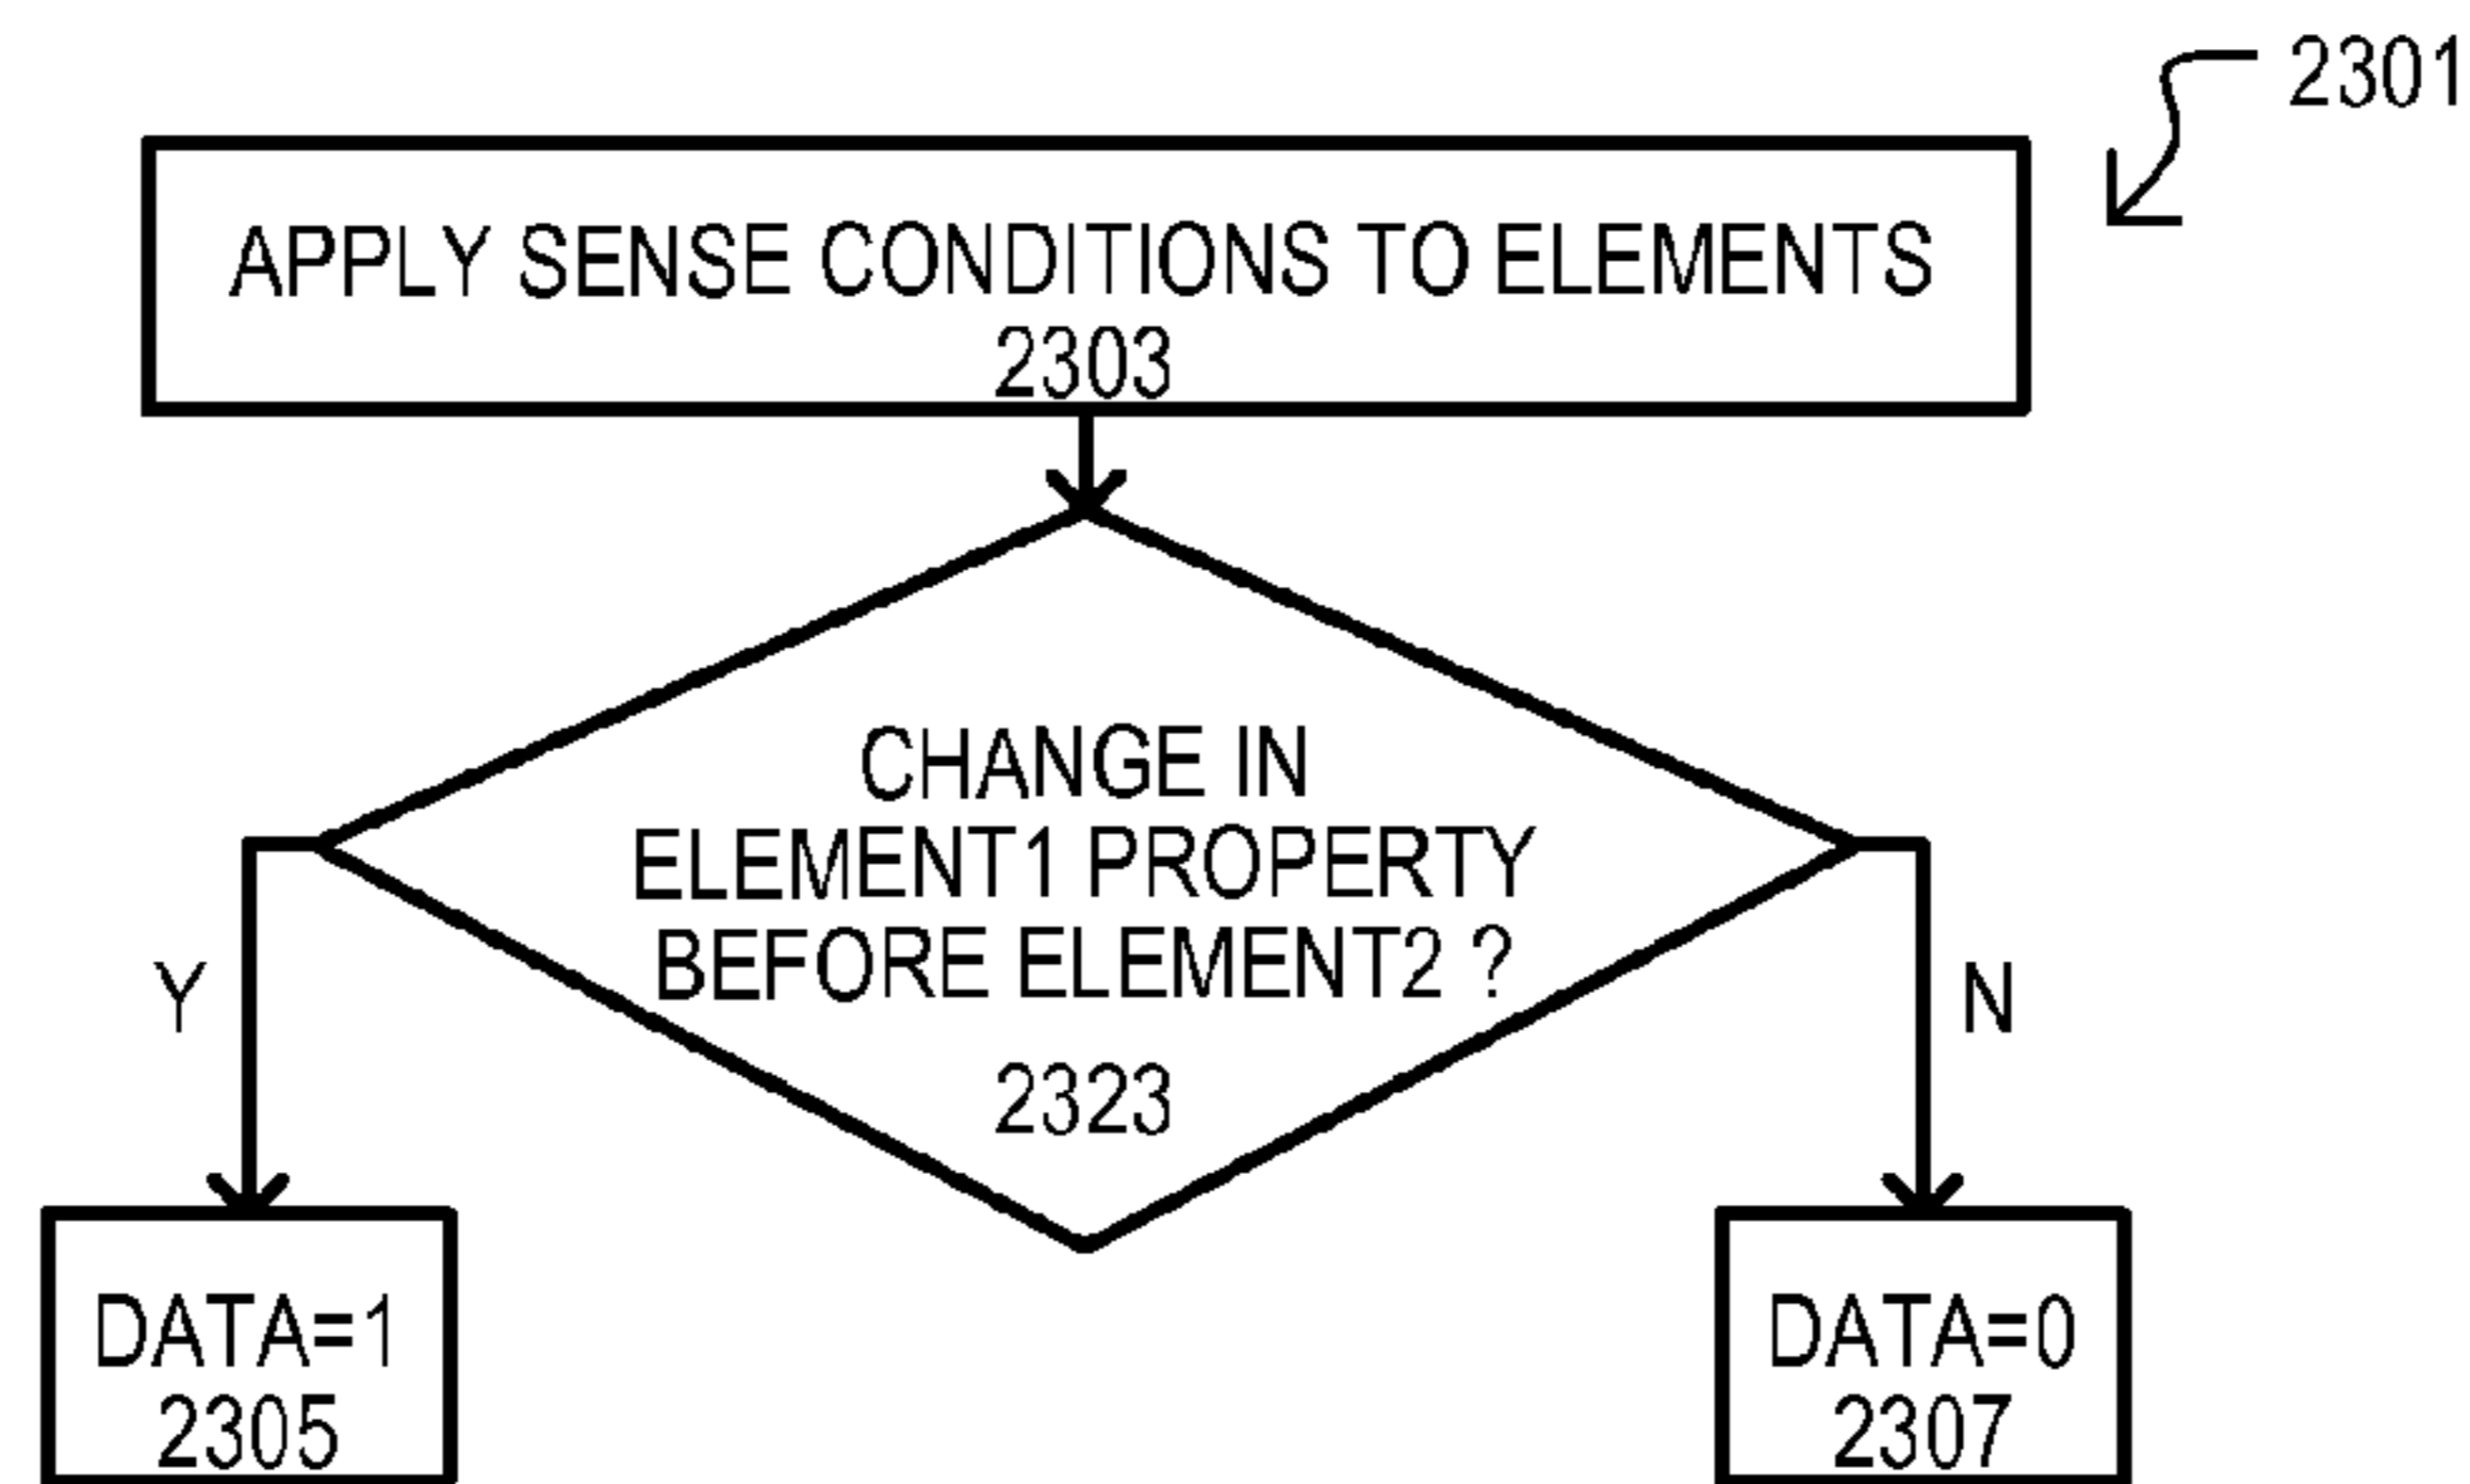 2301
APPLY SENSE CONDITIONS TO ELEMENTS
2303
CHANGE IN
ELEMENT1 PROPERTY
BEFORE ELEMENT2 ?
2323
Y
N
DATA=1
2305
DATA=0
2307